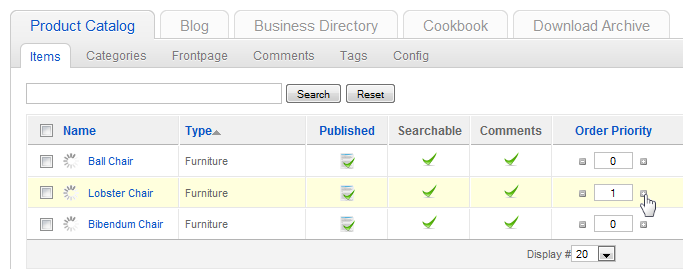 Product Catalog Blog Business Directory Cookbook Download Archive
Items Categories Frontpage Comments Tags Config
Search Reset
Name Type Published Searchable Comments Order Priority
Ball Chair Furniture 0
Lobster Chair Furniture 1
Bibendum Chair Furniture 0
Display # 20